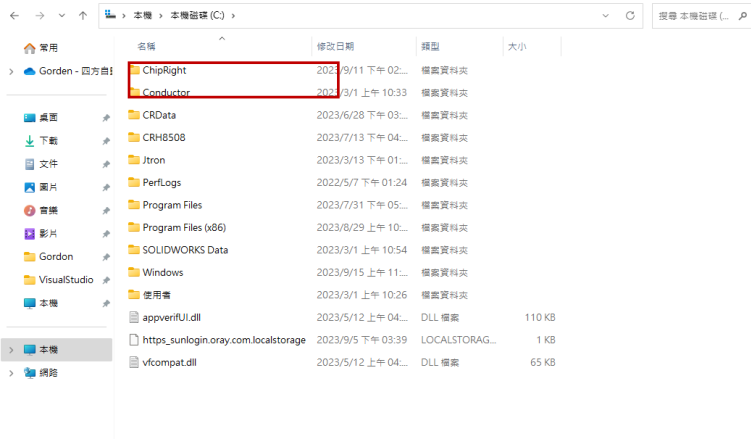 本機 › 本機磁碟 (C:) ›
搜尋 本機磁碟 (...
常用
Gorden - 四方自
桌面
下載
文件
圖片
音樂
影片
Gordon
VisualStudio
本機
本機
網路
名稱 修改日期 類型 大小
ChipRight 2023/9/11 下午 02:... 檔案資料夾
Conductor 2023/3/1 上午 10:33 檔案資料夾
CRData 2023/6/28 下午 03:... 檔案資料夾
CRH8508 2023/7/13 下午 04:... 檔案資料夾
Jtron 2023/3/13 下午 01:... 檔案資料夾
PerfLogs 2022/5/7 下午 01:24 檔案資料夾
Program Files 2023/7/31 下午 05:... 檔案資料夾
Program Files (x86) 2023/8/29 上午 10:... 檔案資料夾
SOLIDWORKS Data 2023/3/1 上午 10:54 檔案資料夾
Windows 2023/9/15 上午 11:... 檔案資料夾
使用者 2023/3/1 上午 10:26 檔案資料夾
appverifUI.dll 2023/5/12 上午 04:... DLL 檔案 110 KB
https_sunlogin.oray.com.localstorage 2023/9/5 下午 03:39 LOCALSTORAG... 1 KB
vfcompat.dll 2023/5/12 上午 04:... DLL 檔案 65 KB